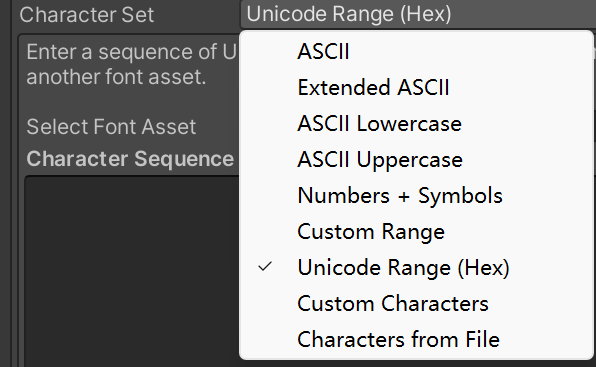 Character Set
Unicode Range (Hex)
Enter a sequence of U
another font asset.
Select Font Asset
Character Sequence
ASCII
Extended ASCII
ASCII Lowercase
ASCII Uppercase
Numbers + Symbols
Custom Range
Unicode Range (Hex)
Custom Characters
Characters from File